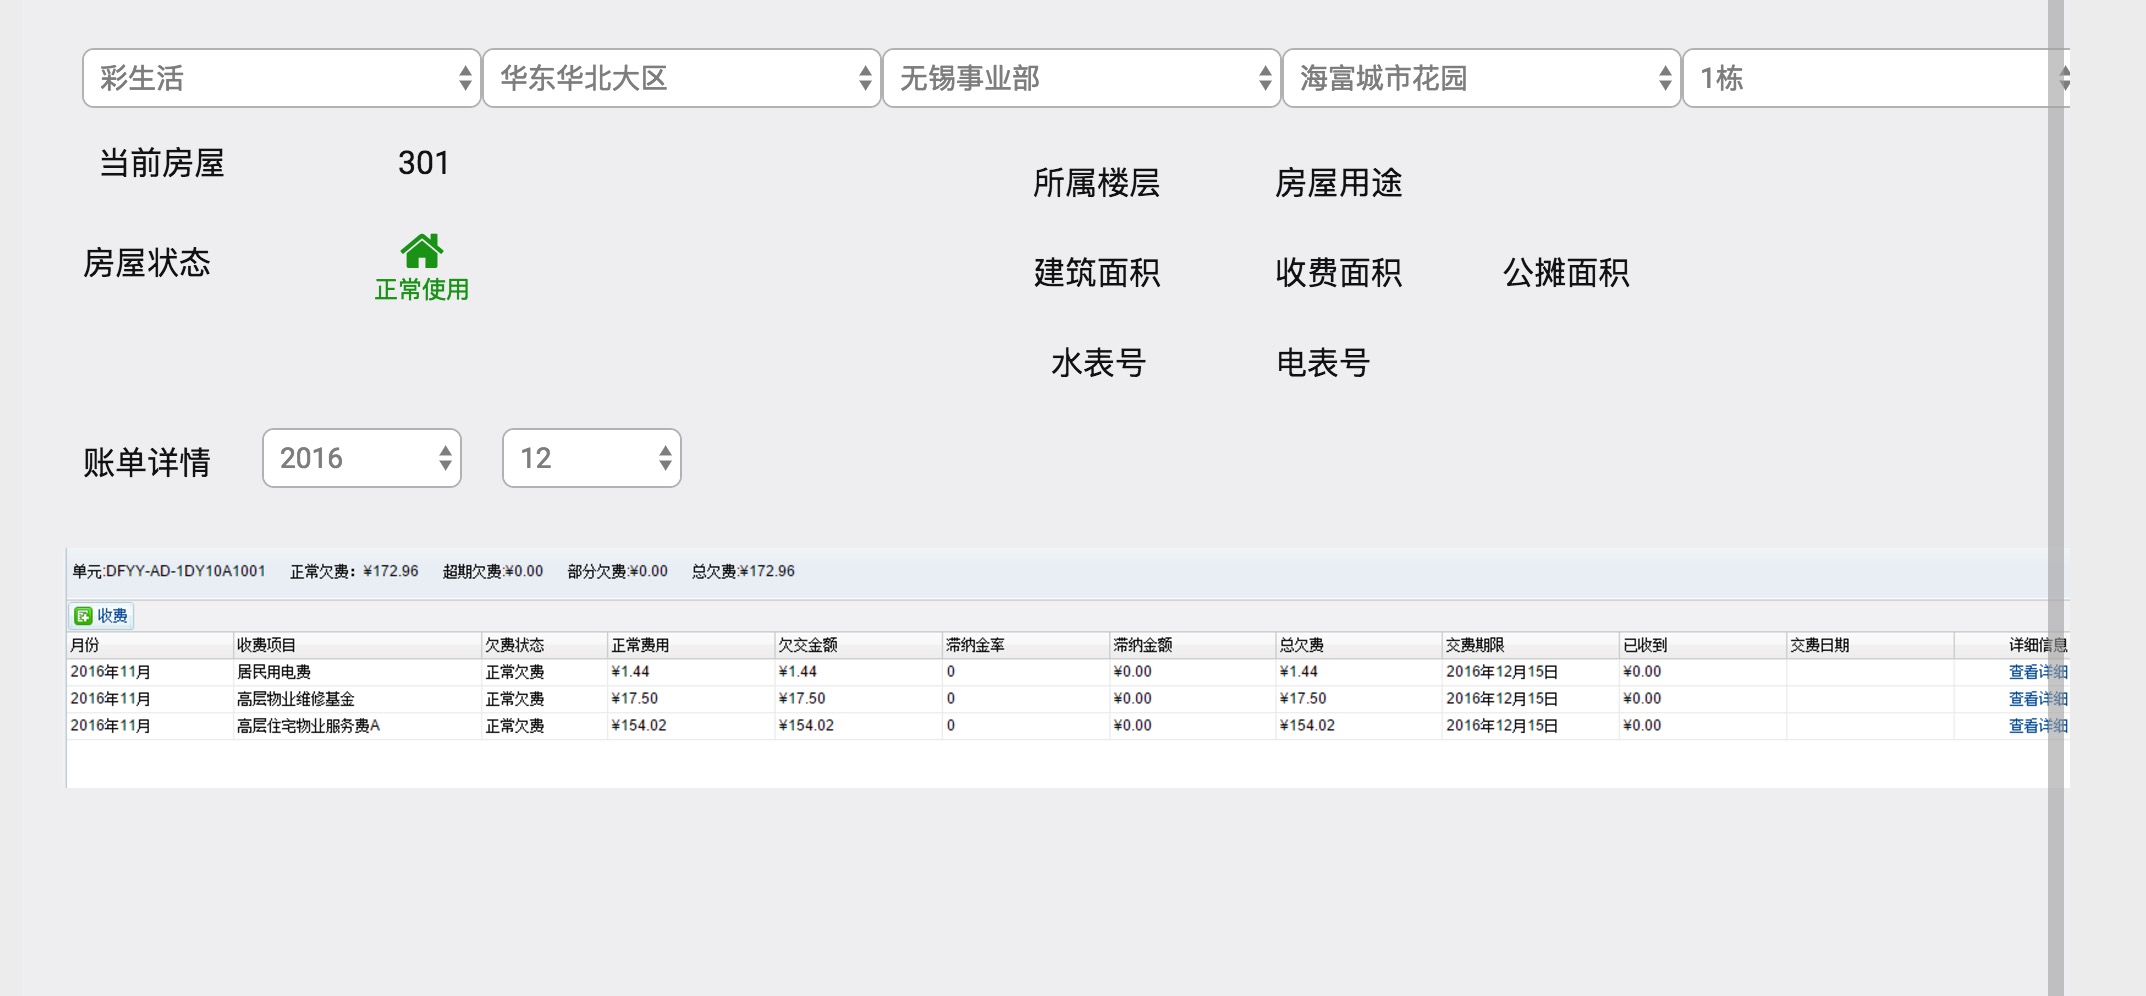 彩生活 华东华北大区 无锡事业部 海富城市花园 1栋
当前房屋 301
所属楼层 房屋用途
房屋状态
正常使用
建筑面积 收费面积 公摊面积
水表号 电表号
账单详情 2016 12
单元:DFYY-AD-1DY10A1001 正常欠费：¥172.96 超期欠费:¥0.00 部分欠费:¥0.00 总欠费:¥172.96
收费
月份 收费项目 欠费状态 正常费用 欠交金额 滞纳金率 滞纳金额 总欠费 交费期限 已收到 交费日期 详细信息
2016年11月 居民用电费 正常欠费 ¥1.44 ¥1.44 0 ¥0.00 ¥1.44 2016年12月15日 ¥0.00 查看详细
2016年11月 高层物业维修基金 正常欠费 ¥17.50 ¥17.50 0 ¥0.00 ¥17.50 2016年12月15日 ¥0.00 查看详细
2016年11月 高层住宅物业服务费A 正常欠费 ¥154.02 ¥154.02 0 ¥0.00 ¥154.02 2016年12月15日 ¥0.00 查看详细